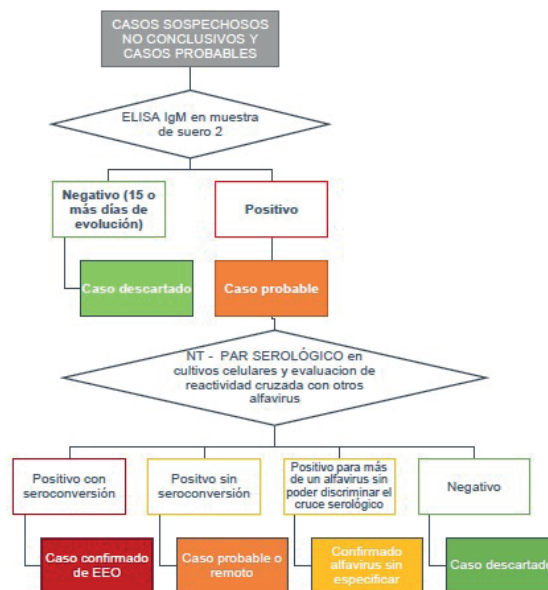 CASOS SOSPECHOSOS
NO CONCLUSIVOS Y
CASOS PROBABLES
ELISA IgM en muestra
de suero 2
Negativo (15 o
más días de
evolución)
Positivo
Caso descartado
Caso probable
NT - PAR SEROLÓGICO en
cultivos celulares y evaluacion de
reactividad cruzada con otros
alfavirus
Positivo con
seroconversión
Positvo sin
seroconversión
Positivo para más
de un alfavirus sin
poder discriminar el
cruce serológico
Negativo
Caso confirmado
de EEO
Caso probable o
remoto
Confirmado
alfavirus sin
especificar
Caso descartado